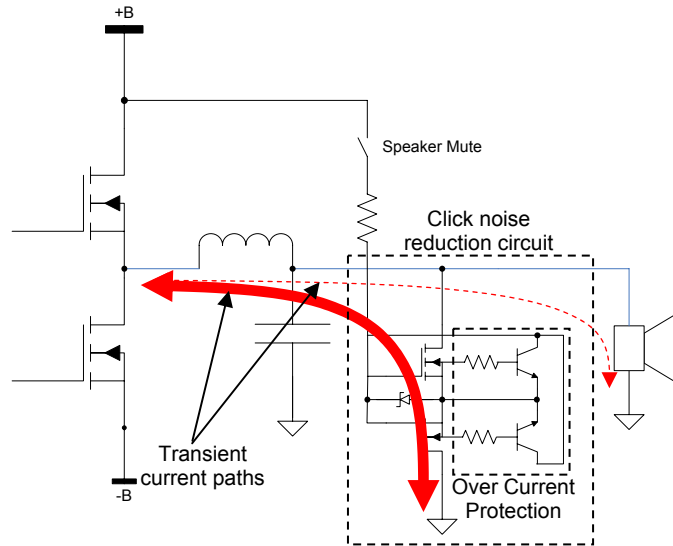 +B
Speaker Mute
Click noise
reduction circuit
Transient
current paths
Over Current
Protection
-B